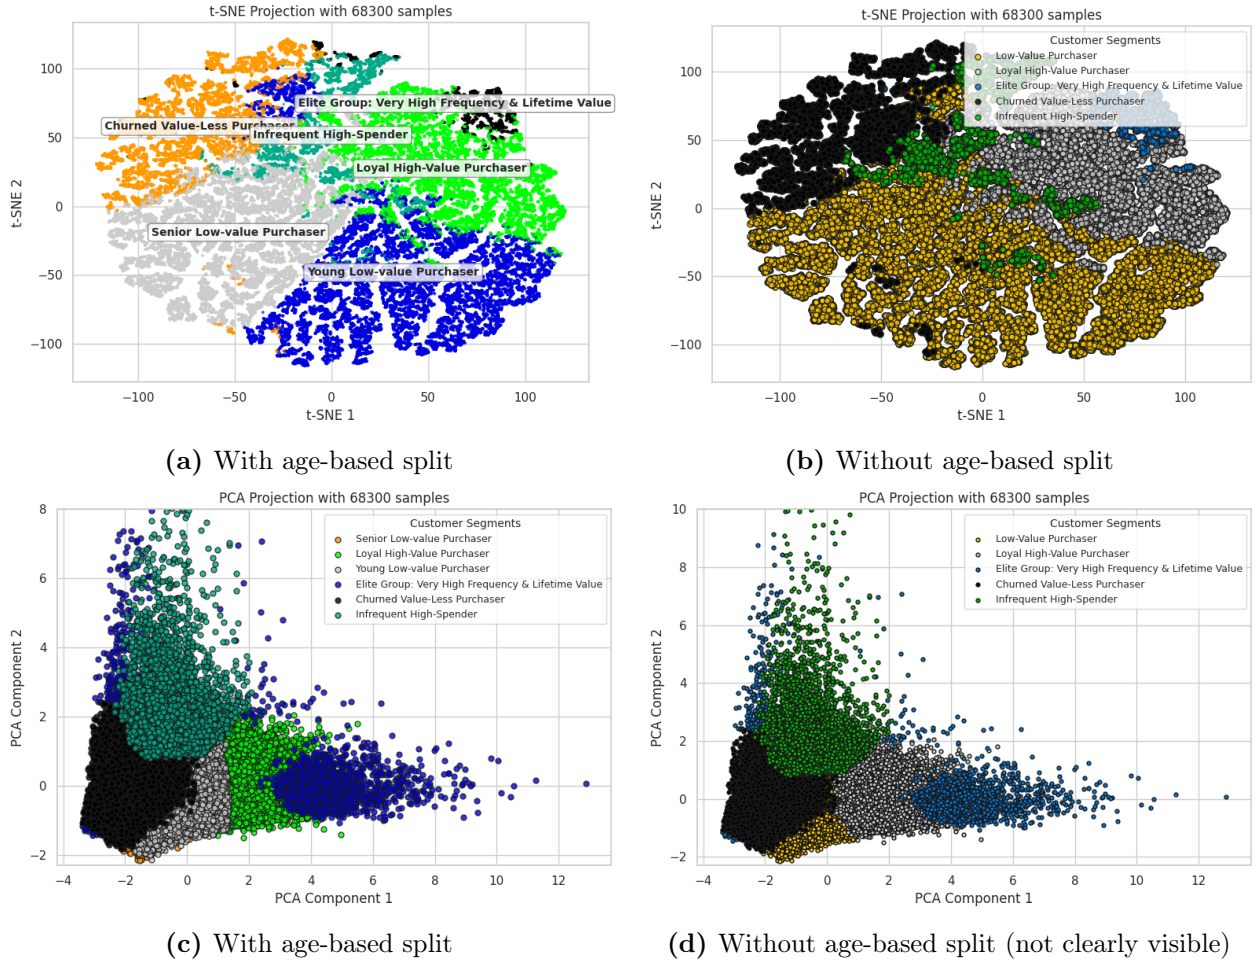 t-SNE Projection with 68300 samples
100
50
0
−50
−100
t-SNE 2
Elite Group: Very High Frequency & Lifetime Value
Churned Value-Less Purchaser
Infrequent High-Spender
Loyal High-Value Purchaser
Senior Low-value Purchaser
Young Low-value Purchaser
−100 −50 0 50 100
t-SNE 1
(a) With age-based split
t-SNE Projection with 68300 samples
Customer Segments
Low-Value Purchaser
Loyal High-Value Purchaser
Elite Group: Very High Frequency & Lifetime Value
Churned Value-Less Purchaser
Infrequent High-Spender
100
50
0
−50
−100
t-SNE 2
−100 −50 0 50 100
t-SNE 1
(b) Without age-based split
PCA Projection with 68300 samples
Customer Segments
Senior Low-value Purchaser
Loyal High-Value Purchaser
Young Low-value Purchaser
Elite Group: Very High Frequency & Lifetime Value
Churned Value-Less Purchaser
Infrequent High-Spender
8
6
4
2
0
−2
PCA Component 2
−4 −2 0 2 4 6 8 10 12
PCA Component 1
(c) With age-based split
PCA Projection with 68300 samples
Customer Segments
Low-Value Purchaser
Loyal High-Value Purchaser
Elite Group: Very High Frequency & Lifetime Value
Churned Value-Less Purchaser
Infrequent High-Spender
10
8
6
4
2
0
−2
PCA Component 2
−4 −2 0 2 4 6 8 10 12
PCA Component 1
(d) Without age-based split (not clearly visible)